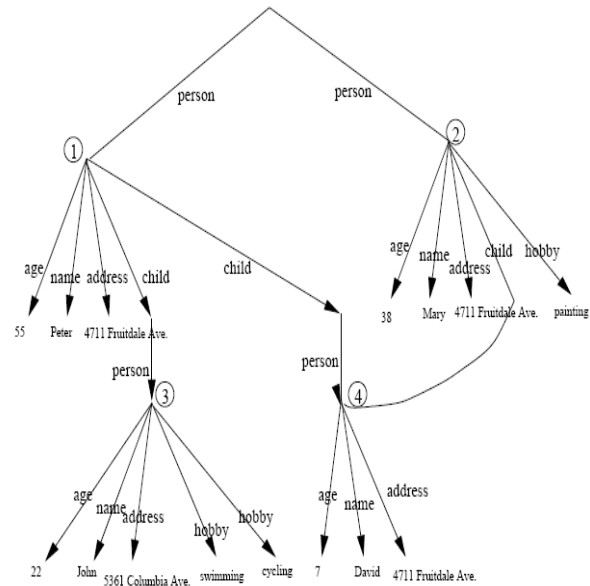 person
person
1
2
age
name
address
child
child
age
name
address
child
hobby
55
Peter
4711 Fruitdale Ave.
38
Mary
4711 Fruitdale Ave.
painting
person
person
3
4
age
name
address
hobby
hobby
age
name
address
22
John
5361 Columbia Ave.
swimming
cycling
7
David
4711 Fruitdale Ave.